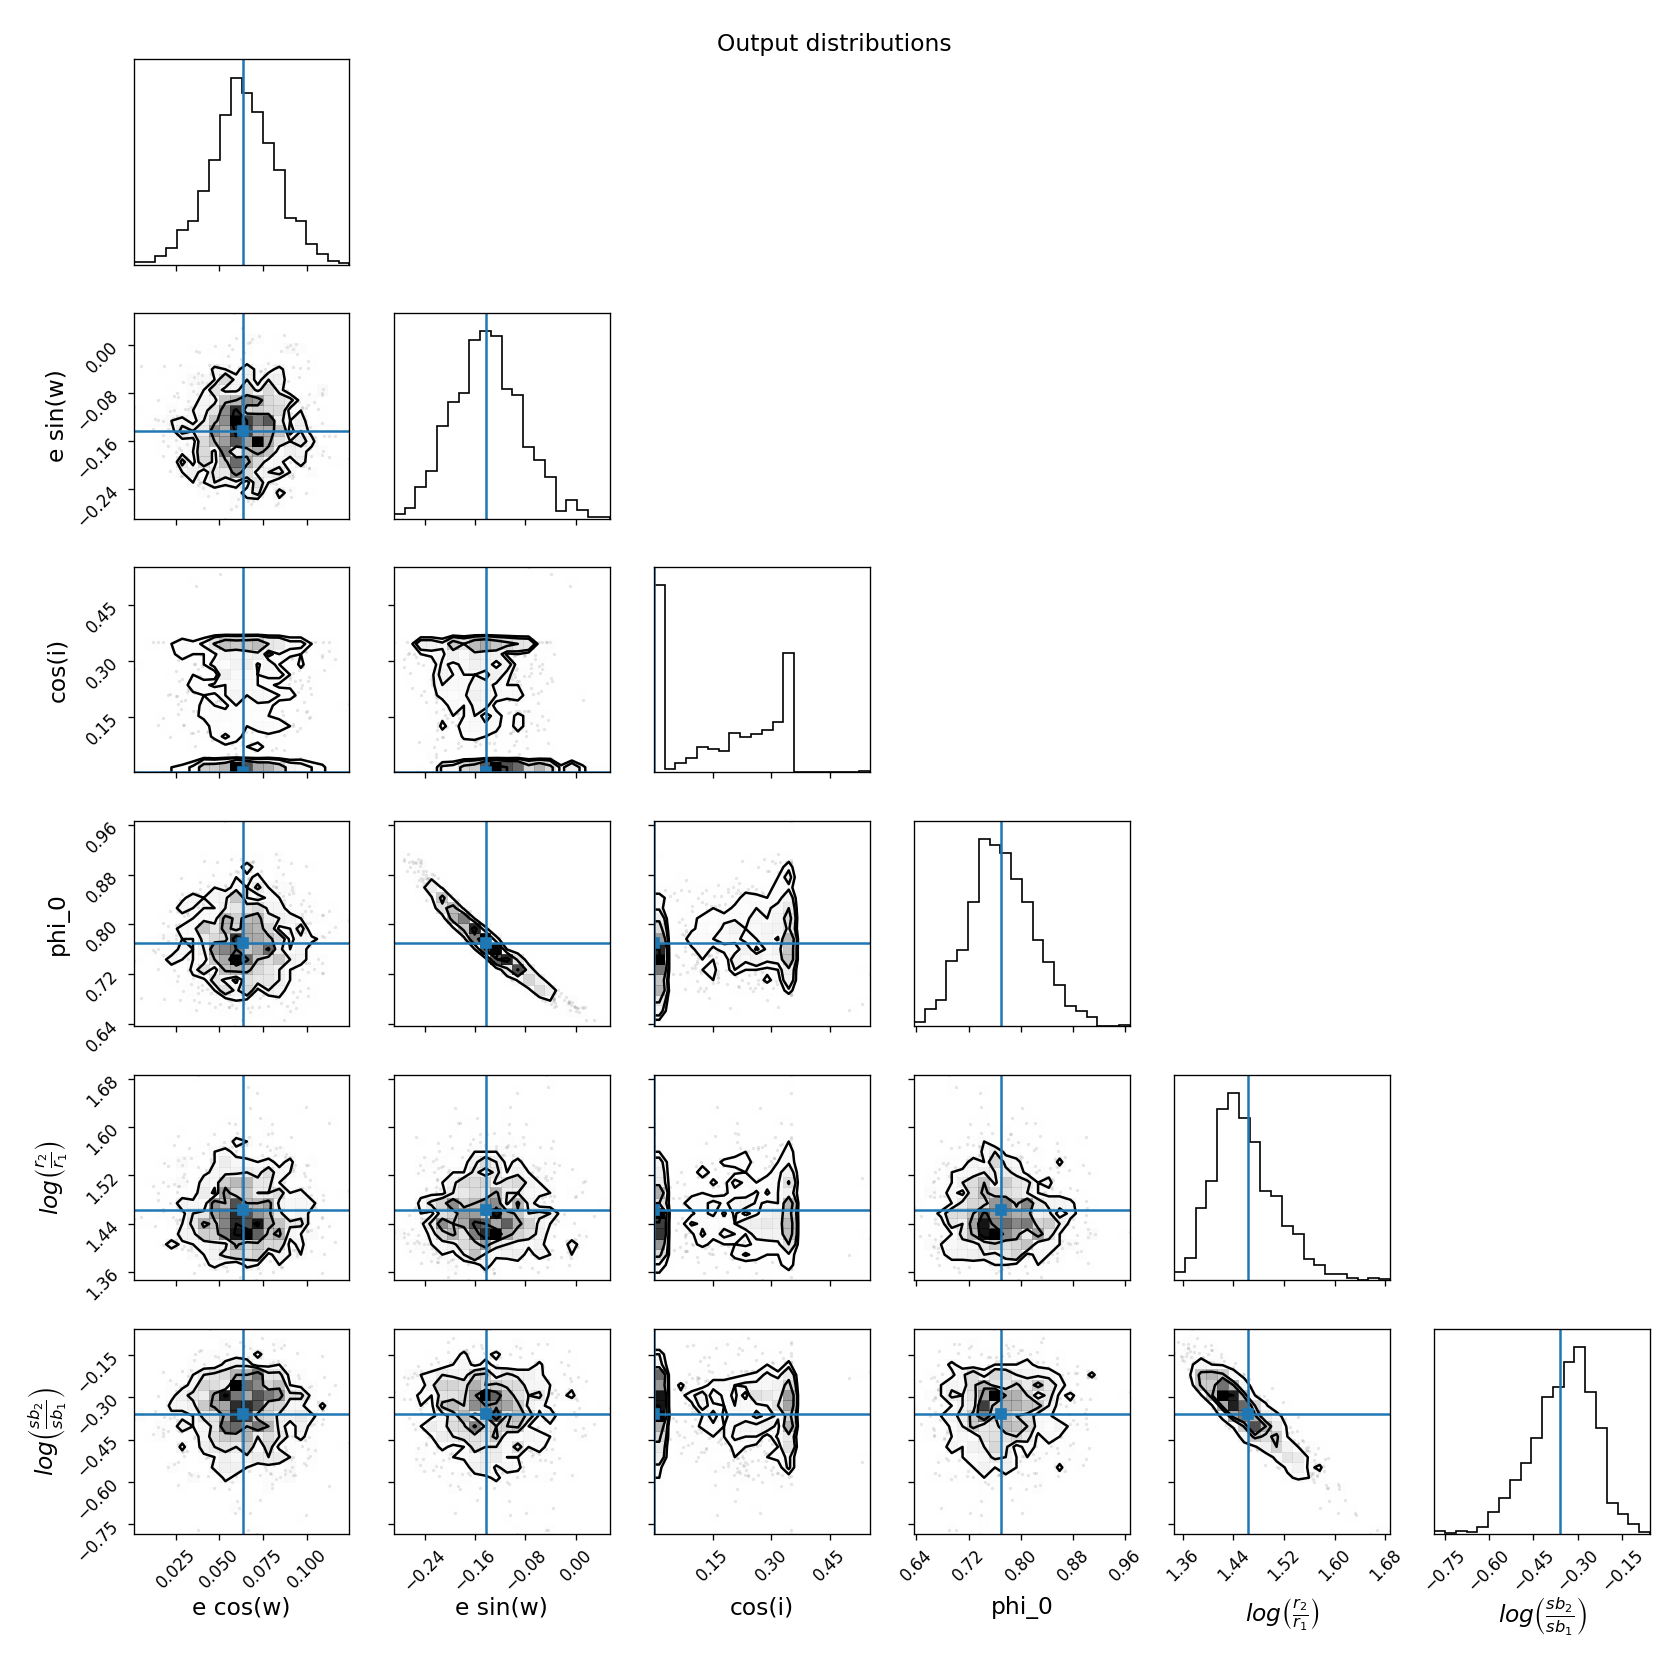 Output distributions
e sin(w)
0.00
−0.08
−0.16
−0.24
cos(i)
0.45
0.30
0.15
phi_0
0.96
0.88
0.80
0.72
0.64
log(r₂/r₁)
1.68
1.60
1.52
1.44
1.36
log(sb₂/sb₁)
−0.15
−0.30
−0.45
−0.60
−0.75
0.025 0.050 0.075 0.100
−0.24 −0.16 −0.08 0.00
0.15 0.30 0.45
0.64 0.72 0.80 0.88 0.96
1.36 1.44 1.52 1.60 1.68
−0.75 −0.60 −0.45 −0.30 −0.15
e cos(w) e sin(w) cos(i) phi_0 log(r₂/r₁) log(sb₂/sb₁)